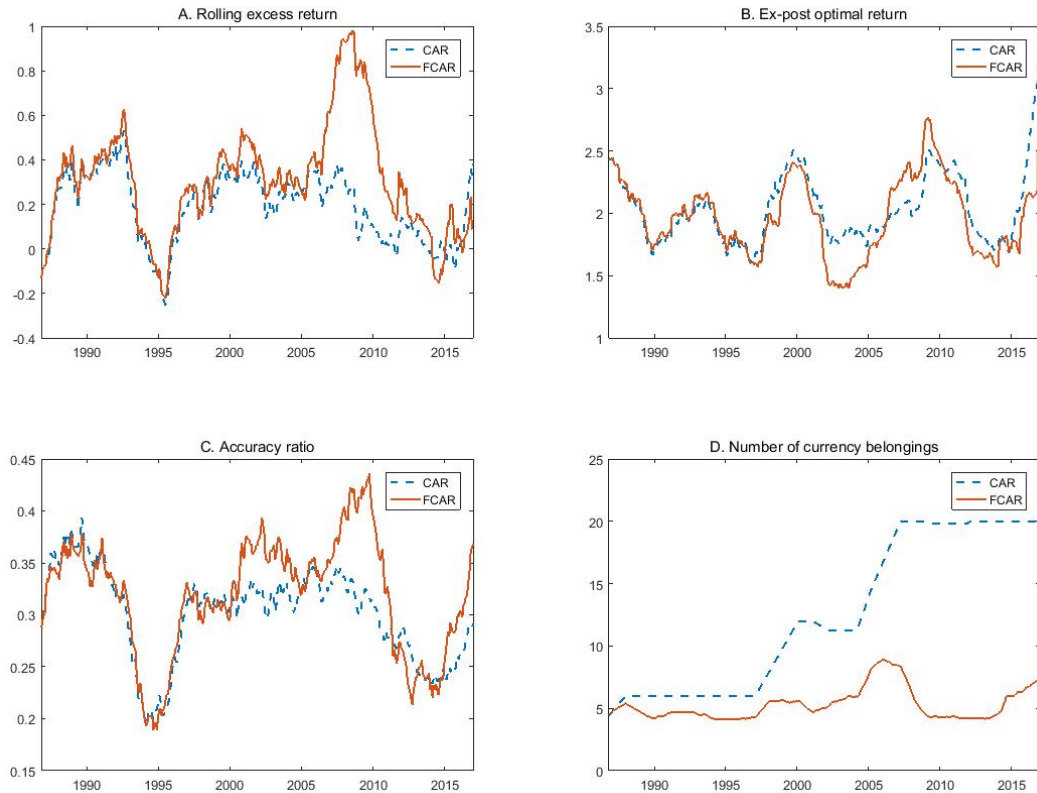 A. Rolling excess return
1
0.8
0.6
0.4
0.2
0
-0.2
-0.4
1990 1995 2000 2005 2010 2015
CAR
FCAR
B. Ex-post optimal return
3.5
3
2.5
2
1.5
1
1990 1995 2000 2005 2010 2015
CAR
FCAR
C. Accuracy ratio
0.45
0.4
0.35
0.3
0.25
0.2
0.15
1990 1995 2000 2005 2010 2015
CAR
FCAR
D. Number of currency belongings
25
20
15
10
5
0
1990 1995 2000 2005 2010 2015
CAR
FCAR